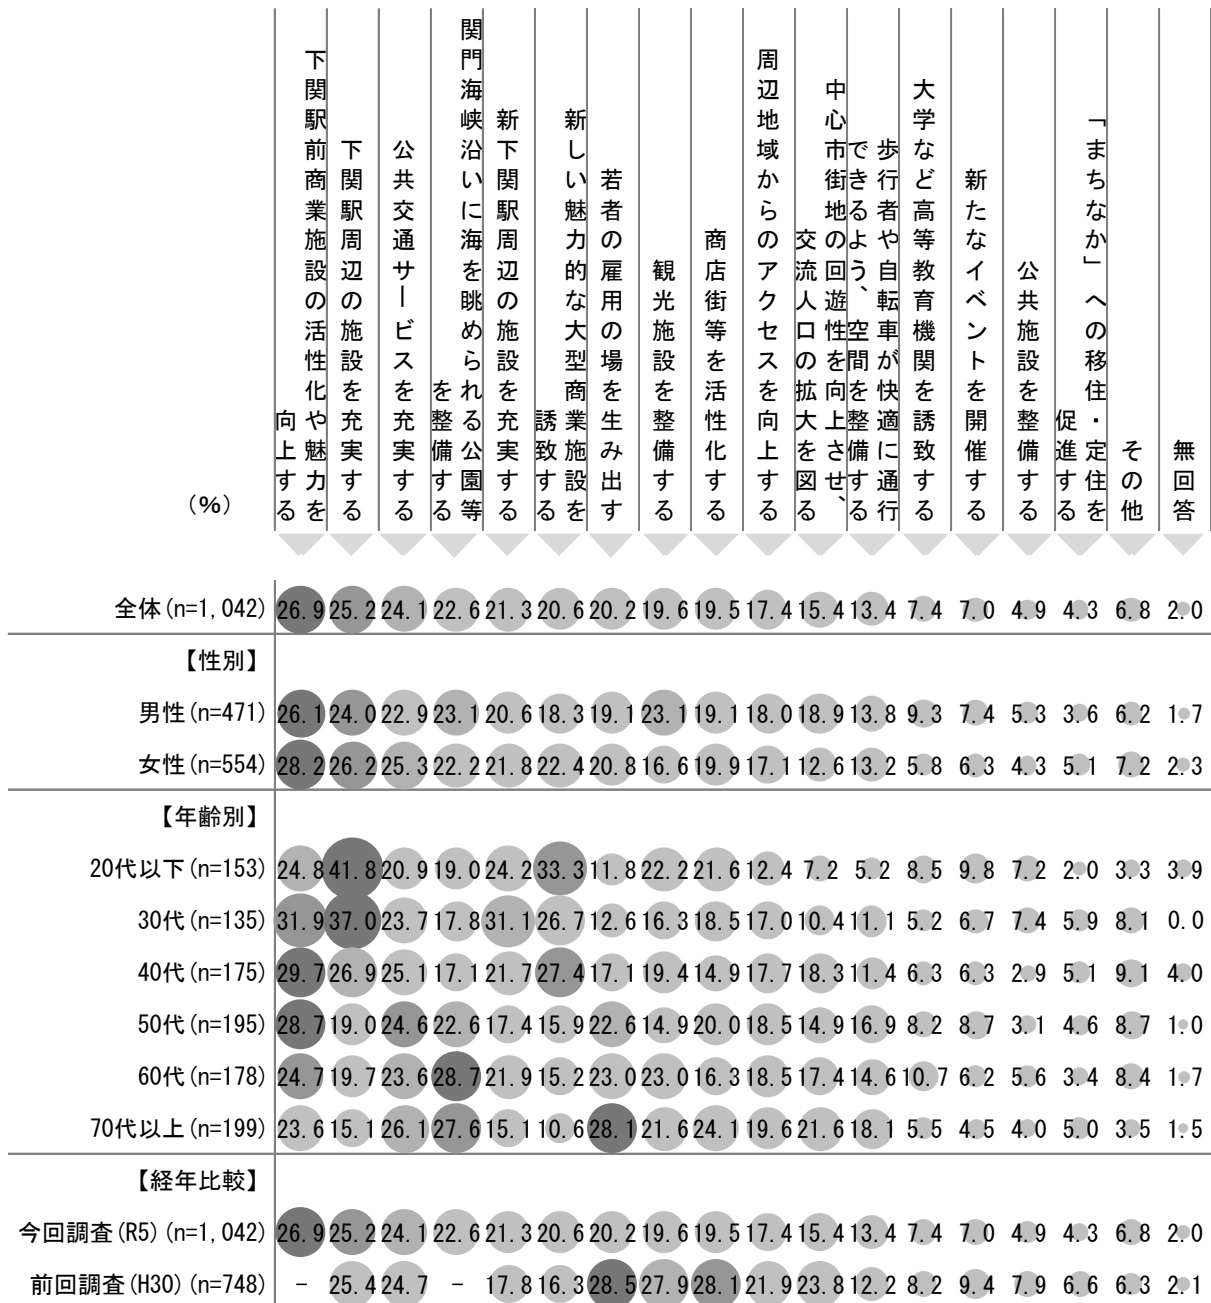 下関駅前商業施設の活性化や魅力を
向上する
下関駅周辺の施設を充実する
公共交通サービスを充実する
関門海峡沿いに海を眺められる公園等
を整備する
新下関駅周辺の施設を充実する
新しい魅力的な大型商業施設を
誘致する
若者の雇用の場を生み出す
観光施設を整備する
商店街等を活性化する
周辺地域からのアクセスを向上する
中心市街地の回遊性を向上させ、
交流人口の拡大を図る
歩行者や自転車が快適に通行
できるよう、空間を整備する
大学など高等教育機関を誘致する
新たなイベントを開催する
公共施設を整備する
「まちなか」への移住・定住を
促進する
その他
無回答
(%)
全体(n=1,042) 26.9 25.2 24.1 22.6 21.3 20.6 20.2 19.6 19.5 17.4 15.4 13.4 7.4 7.0 4.9 4.3 6.8 2.0
【性別】
男性(n=471) 26.1 24.0 22.9 23.1 20.6 18.3 19.1 23.1 19.1 18.0 18.9 13.8 9.3 7.4 5.3 3.6 6.2 1.7
女性(n=554) 28.2 26.2 25.3 22.2 21.8 22.4 20.8 16.6 19.9 17.1 12.6 13.2 5.8 6.3 4.3 5.1 7.2 2.3
【年齢別】
20代以下(n=153) 24.8 41.8 20.9 19.0 24.2 33.3 11.8 22.2 21.6 12.4 7.2 5.2 8.5 9.8 7.2 2.0 3.3 3.9
30代(n=135) 31.9 37.0 23.7 17.8 31.1 26.7 12.6 16.3 18.5 17.0 10.4 11.1 5.2 6.7 7.4 5.9 8.1 0.0
40代(n=175) 29.7 26.9 25.1 17.1 21.7 27.4 17.1 19.4 14.9 17.7 18.3 11.4 6.3 6.3 2.9 5.1 9.1 4.0
50代(n=195) 28.7 19.0 24.6 22.6 17.4 15.9 22.6 14.9 20.0 18.5 14.9 16.9 8.2 8.7 3.1 4.6 8.7 1.0
60代(n=178) 24.7 19.7 23.6 28.7 21.9 15.2 23.0 23.0 16.3 18.5 17.4 14.6 10.7 6.2 5.6 3.4 8.4 1.7
70代以上(n=199) 23.6 15.1 26.1 27.6 15.1 10.6 28.1 21.6 24.1 19.6 21.6 18.1 5.5 4.5 4.0 5.0 3.5 1.5
【経年比較】
今回調査(R5)(n=1,042) 26.9 25.2 24.1 22.6 21.3 20.6 20.2 19.6 19.5 17.4 15.4 13.4 7.4 7.0 4.9 4.3 6.8 2.0
前回調査(H30)(n=748) - 25.4 24.7 - 17.8 16.3 28.5 27.9 28.1 21.9 23.8 12.2 8.2 9.4 7.9 6.6 6.3 2.1